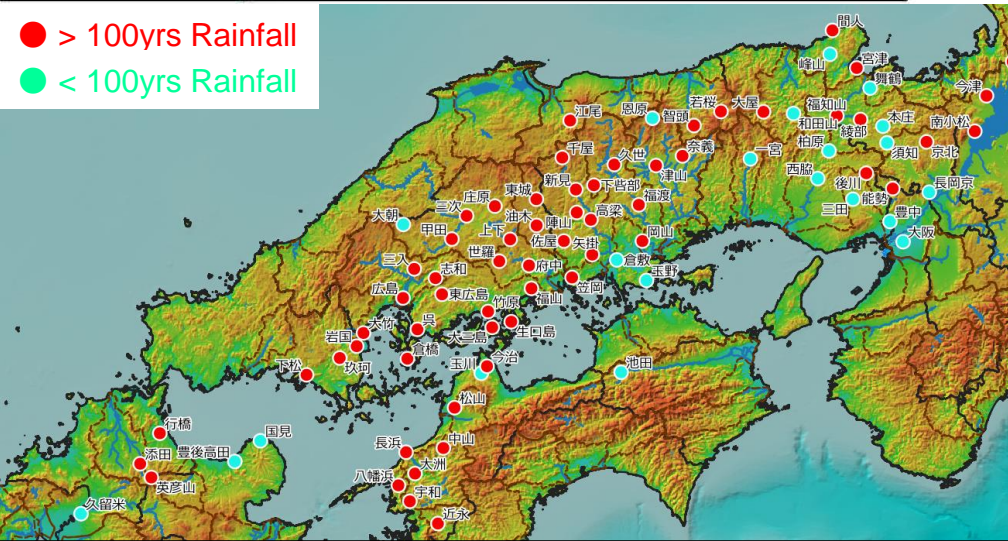 > 100yrs Rainfall
< 100yrs Rainfall
間人
峰山
宮津
舞鶴
今津
江尾
恩原
智頭
若桜
大屋
福知山
和田山
綾部
本庄
南小松
千屋
久世
津山
奈義
一宮
柏原
須知
京北
新見
下呰部
福渡
西脇
後川
能勢
長岡京
三田
豊中
大阪
庄原
東城
三次
大朝
油木
陣山
高梁
甲田
上下
佐屋
矢掛
岡山
世羅
府中
倉敷
玉野
三入
志和
笠岡
広島
東広島
福山
竹原
大竹
呉
大三島
生口島
岩国
倉橋
玖珂
下松
玉川
今治
池田
松山
行橋
国見
長浜
中山
添田
豊後高田
大洲
英彦山
八幡浜
宇和
久留米
近永